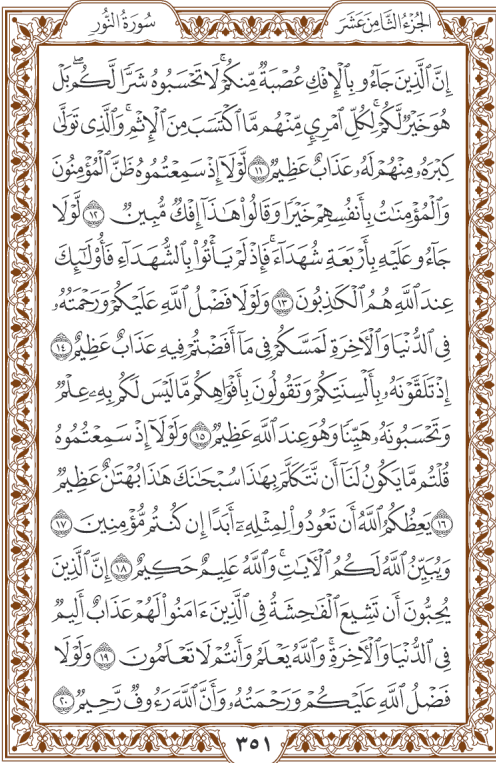 الجزء الثامن عشر
سورة النور
إِنَّ ٱلَّذِينَ جَآءُو بِٱلْإِفْكِ عُصْبَةٌ مِّنكُمْ ۚ لَا تَحْسَبُوهُ شَرًّا لَّكُم ۖ بَلْ
هُوَ خَيْرٌ لَّكُمْ ۚ لِكُلِّ ٱمْرِئٍ مِّنْهُم مَّا ٱكْتَسَبَ مِنَ ٱلْإِثْمِ ۚ وَٱلَّذِى تَوَلَّىٰ
كِبْرَهُۥ مِنْهُمْ لَهُۥ عَذَابٌ عَظِيمٌ ١١ لَّوْلَآ إِذْ سَمِعْتُمُوهُ ظَنَّ ٱلْمُؤْمِنُونَ
وَٱلْمُؤْمِنَٰتُ بِأَنفُسِهِمْ خَيْرًا وَقَالُوا۟ هَٰذَآ إِفْكٌ مُّبِينٌ ١٢ لَّوْلَا
جَآءُو عَلَيْهِ بِأَرْبَعَةِ شُهَدَآءَ ۚ فَإِذْ لَمْ يَأْتُوا۟ بِٱلشُّهَدَآءِ فَأُو۟لَٰٓئِكَ
عِندَ ٱللَّهِ هُمُ ٱلْكَٰذِبُونَ ١٣ وَلَوْلَا فَضْلُ ٱللَّهِ عَلَيْكُمْ وَرَحْمَتُهُۥ
فِى ٱلدُّنْيَا وَٱلْءَاخِرَةِ لَمَسَّكُمْ فِى مَآ أَفَضْتُمْ فِيهِ عَذَابٌ عَظِيمٌ ١٤
إِذْ تَلَقَّوْنَهُۥ بِأَلْسِنَتِكُمْ وَتَقُولُونَ بِأَفْوَاهِكُم مَّا لَيْسَ لَكُم بِهِۦ عِلْمٌ
وَتَحْسَبُونَهُۥ هَيِّنًا وَهُوَ عِندَ ٱللَّهِ عَظِيمٌ ١٥ وَلَوْلَآ إِذْ سَمِعْتُمُوهُ
قُلْتُم مَّا يَكُونُ لَنَآ أَن نَّتَكَلَّمَ بِهَٰذَا سُبْحَٰنَكَ هَٰذَا بُهْتَٰنٌ عَظِيمٌ
١٦ يَعِظُكُمُ ٱللَّهُ أَن تَعُودُوا۟ لِمِثْلِهِۦٓ أَبَدًا إِن كُنتُم مُّؤْمِنِينَ ١٧
وَيُبَيِّنُ ٱللَّهُ لَكُمُ ٱلْءَايَٰتِ ۚ وَٱللَّهُ عَلِيمٌ حَكِيمٌ ١٨ إِنَّ ٱلَّذِينَ
يُحِبُّونَ أَن تَشِيعَ ٱلْفَٰحِشَةُ فِى ٱلَّذِينَ ءَامَنُوا۟ لَهُمْ عَذَابٌ أَلِيمٌ
فِى ٱلدُّنْيَا وَٱلْءَاخِرَةِ ۚ وَٱللَّهُ يَعْلَمُ وَأَنتُمْ لَا تَعْلَمُونَ ١٩ وَلَوْلَا
فَضْلُ ٱللَّهِ عَلَيْكُمْ وَرَحْمَتُهُۥ وَأَنَّ ٱللَّهَ رَءُوفٌ رَّحِيمٌ ٢٠
٣٥١